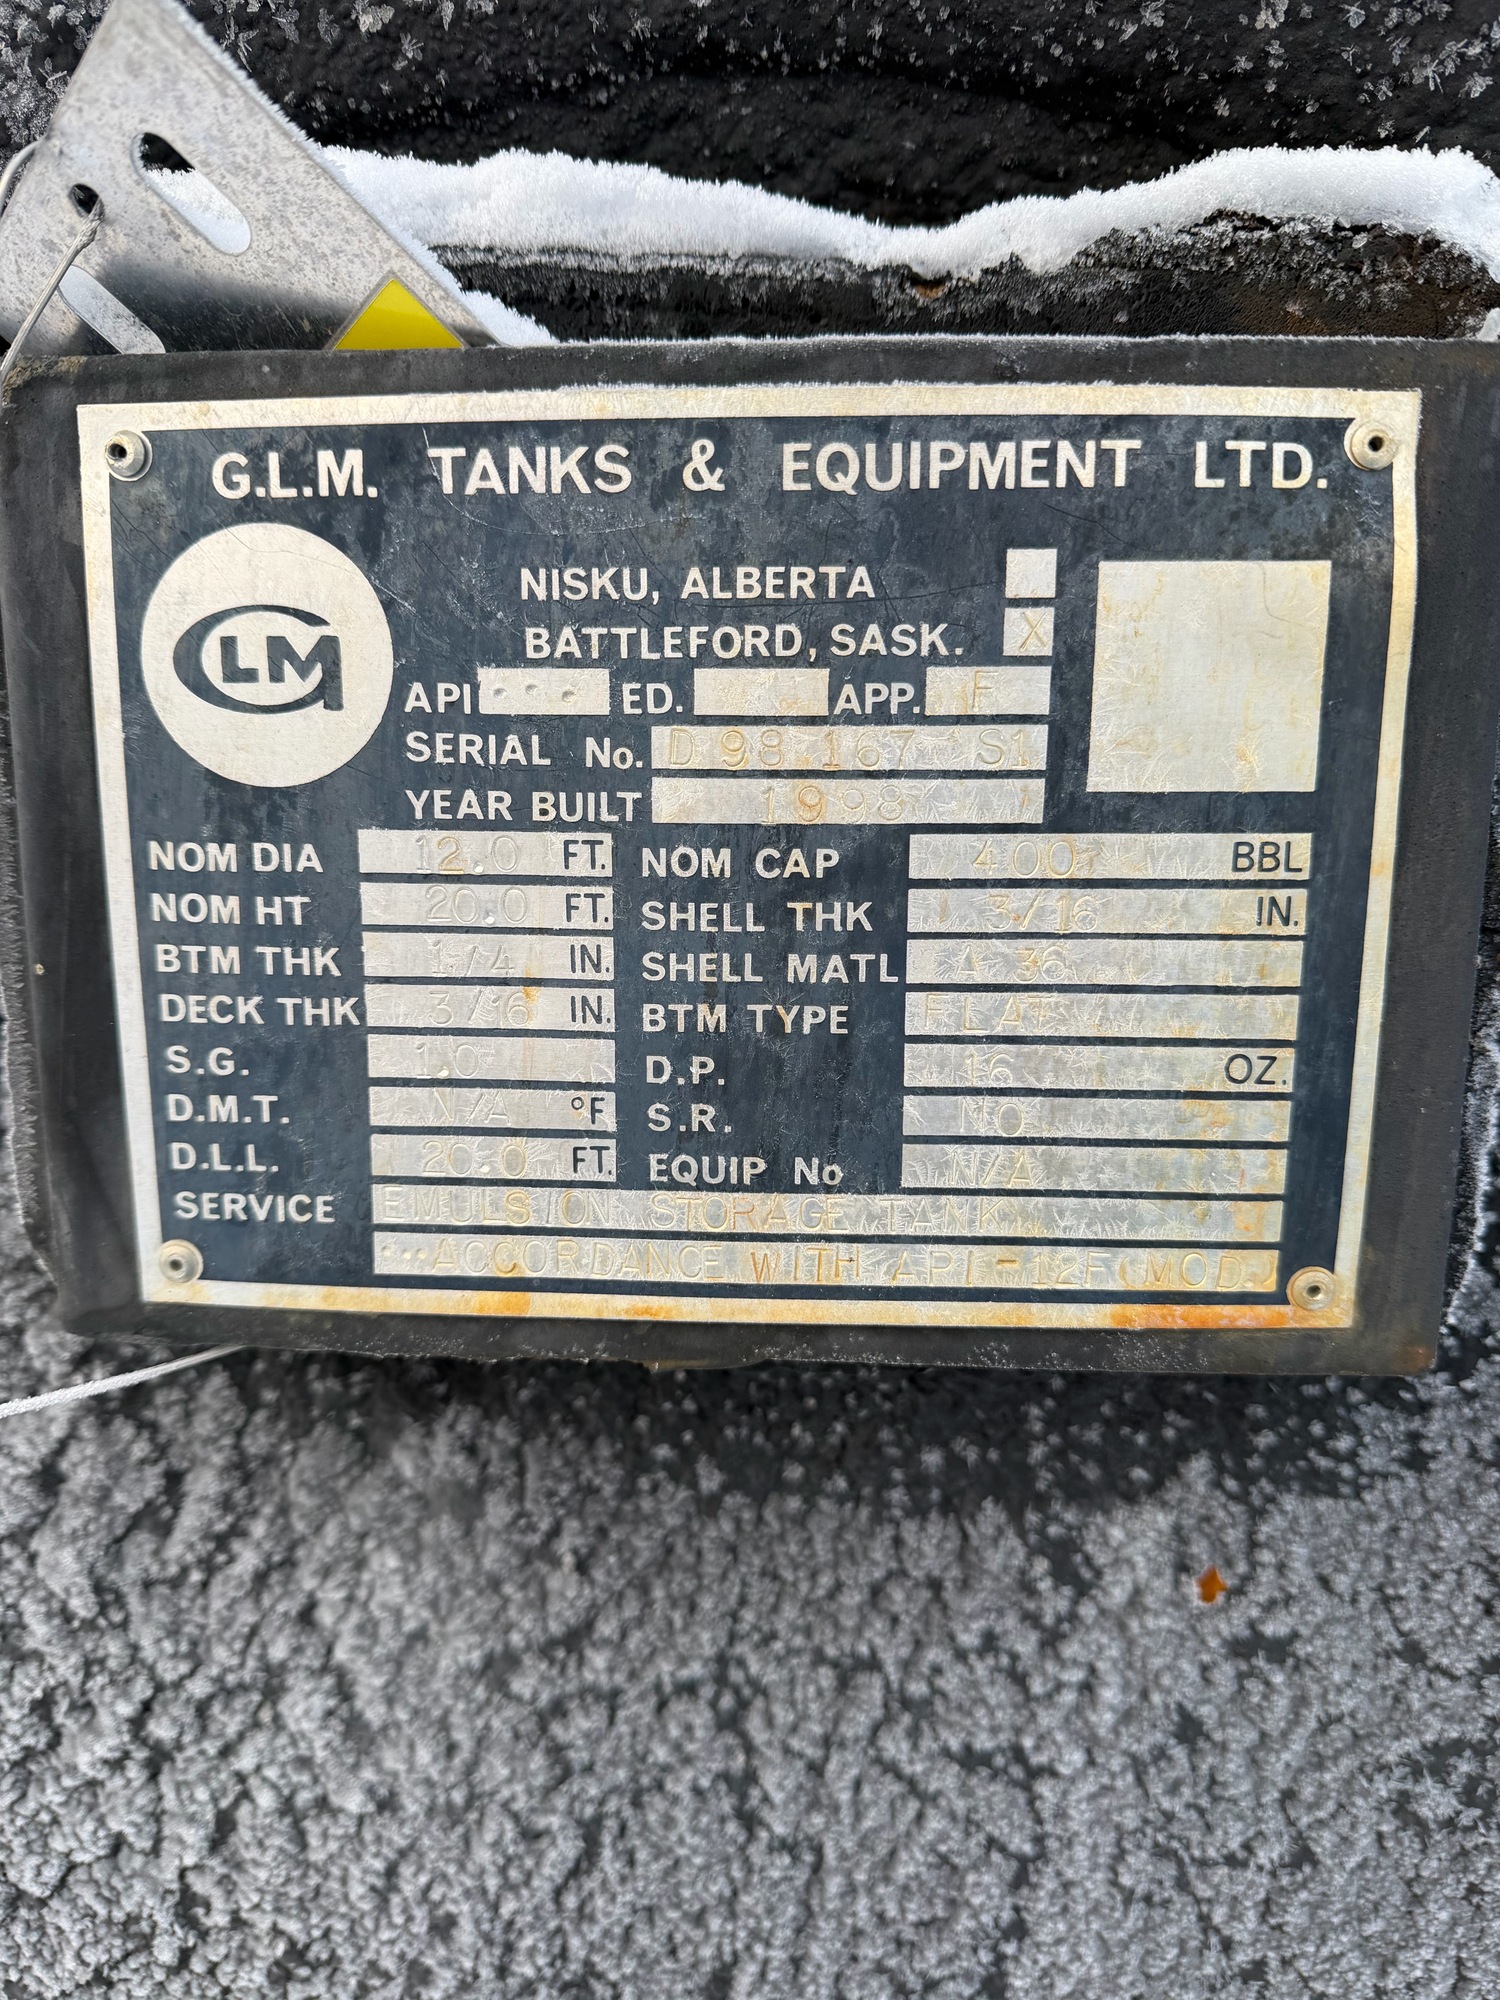 G.L.M. TANKS & EQUIPMENT LTD.
GLM
NISKU, ALBERTA
BATTLEFORD, SASK. X
API ... ED. APP. F
SERIAL No. D 98 167 S1
YEAR BUILT 1998
NOM DIA 12.0 FT. NOM CAP 400 BBL
NOM HT 20.0 FT. SHELL THK 3/16 IN.
BTM THK 1/4 IN. SHELL MATL A 36
DECK THK 3/16 IN. BTM TYPE FLAT
S.G. 1.0 D.P. 16 OZ.
D.M.T. N/A °F S.R. NO
D.L.L. 20.0 FT. EQUIP No N/A
SERVICE EMULSION STORAGE TANK
...ACCORDANCE WITH API-12F (MOD.)